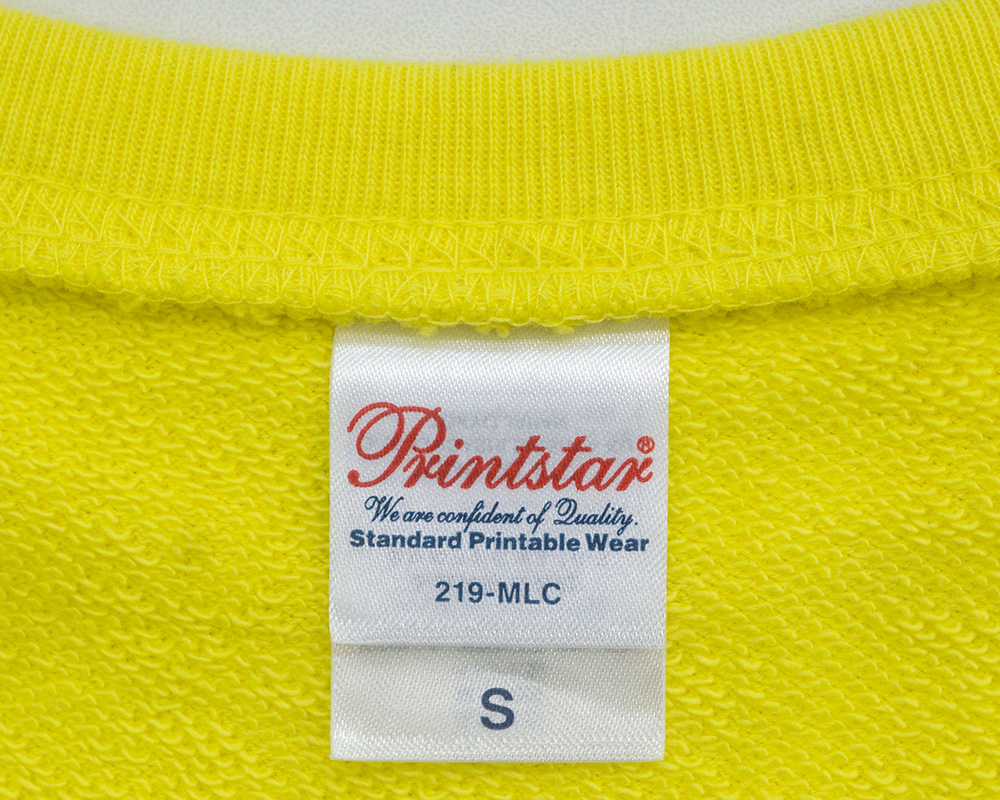 Printstar®
We are confident of Quality.
Standard Printable Wear
219-MLC
S